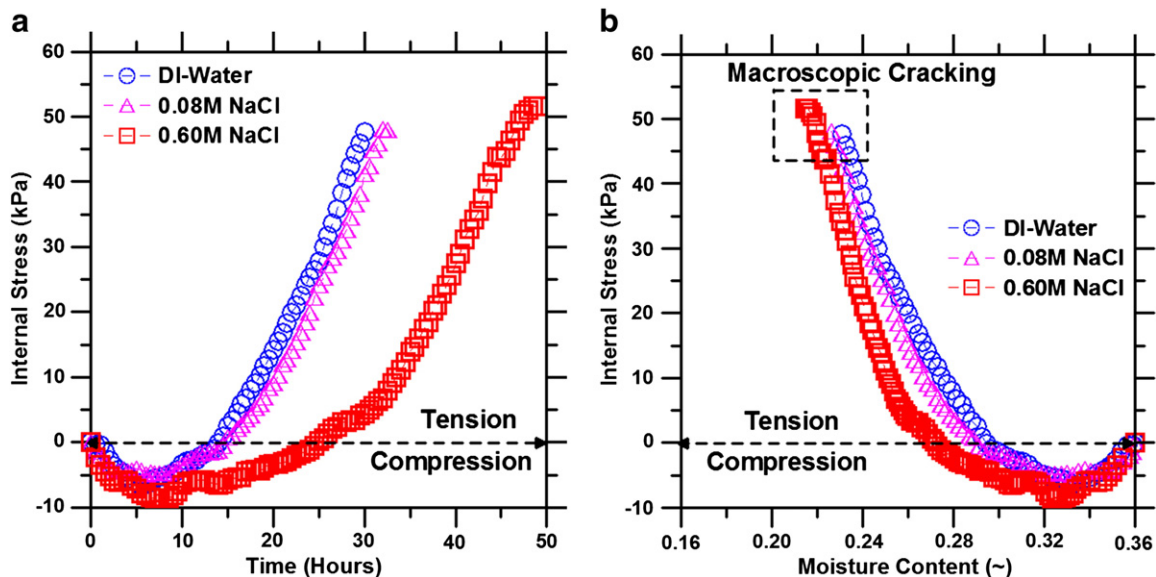 a
60
50
40
30
20
10
0
-10
Internal Stress (kPa)
DI-Water
0.08M NaCl
0.60M NaCl
Tension
Compression
0 10 20 30 40 50
Time (Hours)
b
60
50
40
30
20
10
0
-10
Internal Stress (kPa)
Macroscopic Cracking
DI-Water
0.08M NaCl
0.60M NaCl
Tension
Compression
0.16 0.20 0.24 0.28 0.32 0.36
Moisture Content (~)